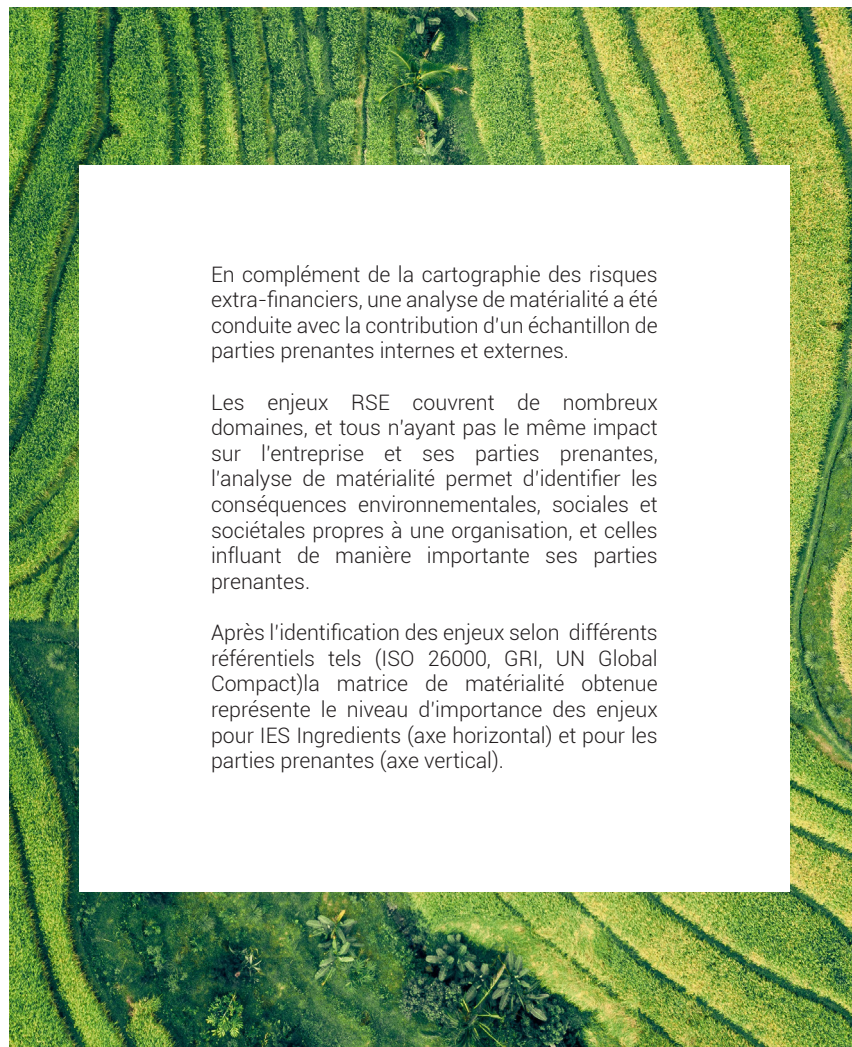 En complément de la cartographie des risques
extra-financiers, une analyse de matérialité a été
conduite avec la contribution d'un échantillon de
parties prenantes internes et externes.
Les enjeux RSE couvrent de nombreux
domaines, et tous n'ayant pas le même impact
sur l'entreprise et ses parties prenantes,
l'analyse de matérialité permet d'identifier les
conséquences environnementales, sociales et
sociétales propres à une organisation, et celles
influant de manière importante ses parties
prenantes.
Après l'identification des enjeux selon différents
référentiels tels (ISO 26000, GRI, UN Global
Compact)la matrice de matérialité obtenue
représente le niveau d'importance des enjeux
pour IES Ingredients (axe horizontal) et pour les
parties prenantes (axe vertical).